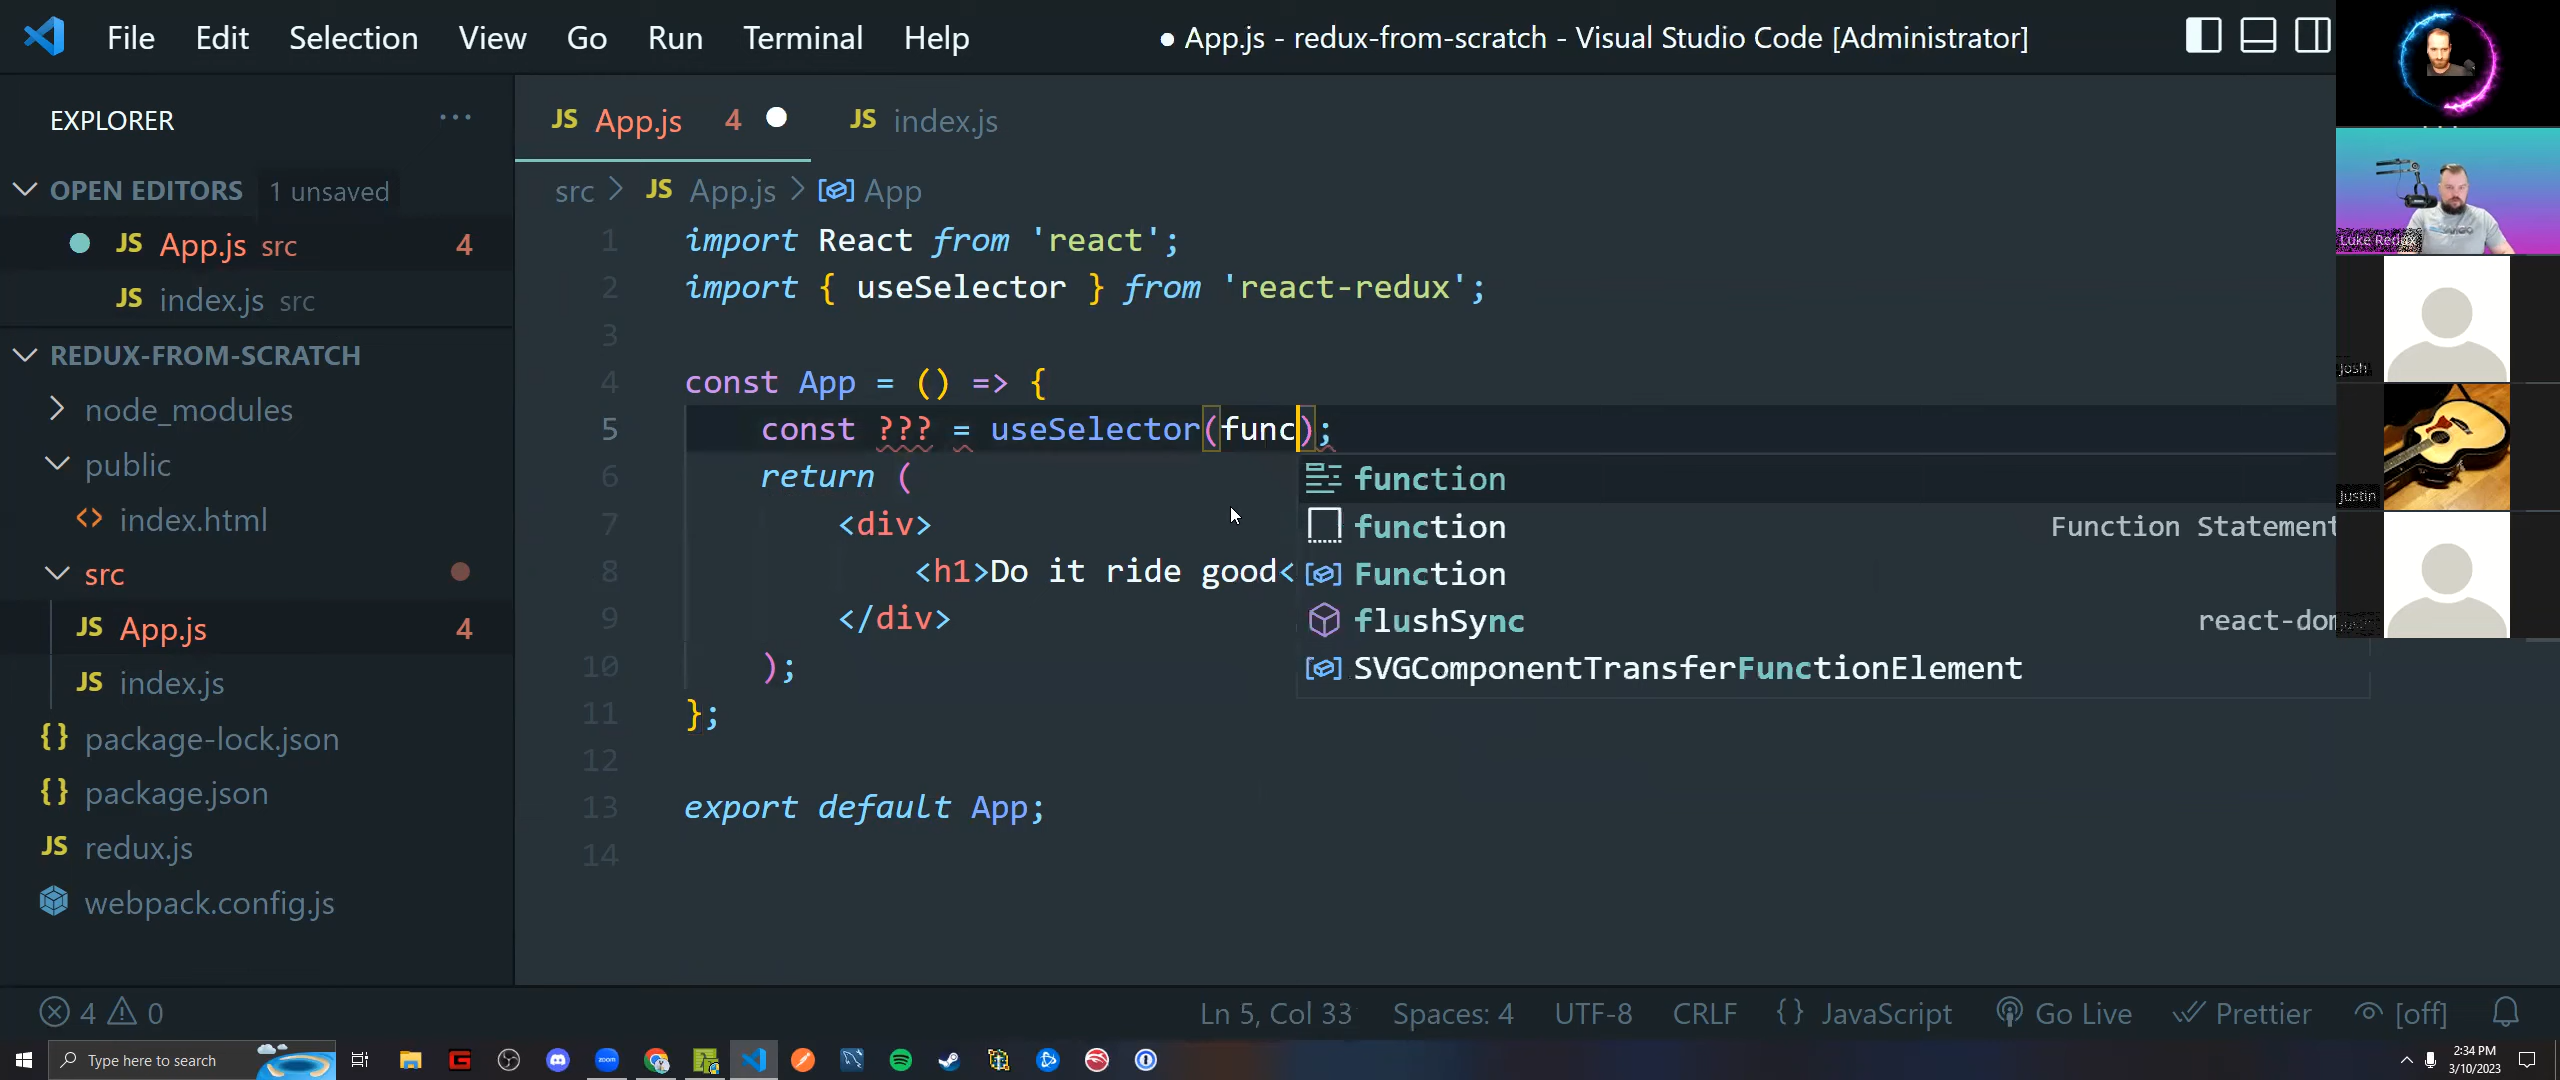 File Edit Selection View Go Run Terminal Help
● App.js - redux-from-scratch - Visual Studio Code [Administrator]
EXPLORER ...
OPEN EDITORS 1 unsaved
JS App.js src 4
JS index.js src
REDUX-FROM-SCRATCH
node_modules
public
<> index.html
src
JS App.js 4
JS index.js
{} package-lock.json
{} package.json
JS redux.js
webpack.config.js
JS App.js 4 ● JS index.js
src > JS App.js > App
1 import React from 'react';
2 import { useSelector } from 'react-redux';
3
4 const App = () => {
5 const ??? = useSelector(func);
6 return (
7 <div>
8 <h1>Do it ride good<
9 </div>
10 );
11 };
12
13 export default App;
14
function
function Function Statement
Function
flushSync react-dom
SVGComponentTransferFunctionElement
Luke Redux
Josh
Justin
4 0
Ln 5, Col 33 Spaces: 4 UTF-8 CRLF {} JavaScript Go Live Prettier [off]
Type here to search
zoom
2:34 PM
3/10/2023